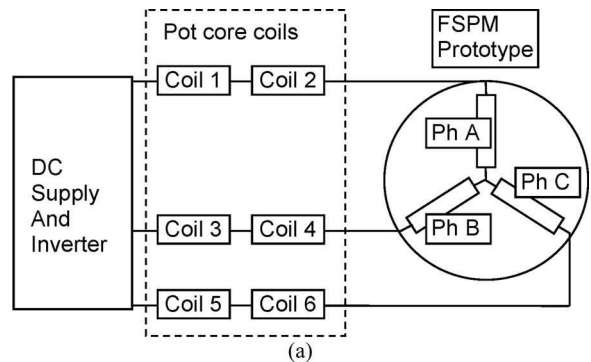 Pot core coils
FSPM
Prototype
Coil 1
Coil 2
Ph A
DC
Supply
And
Inverter
Ph C
Coil 3
Coil 4
Ph B
Coil 5
Coil 6
(a)